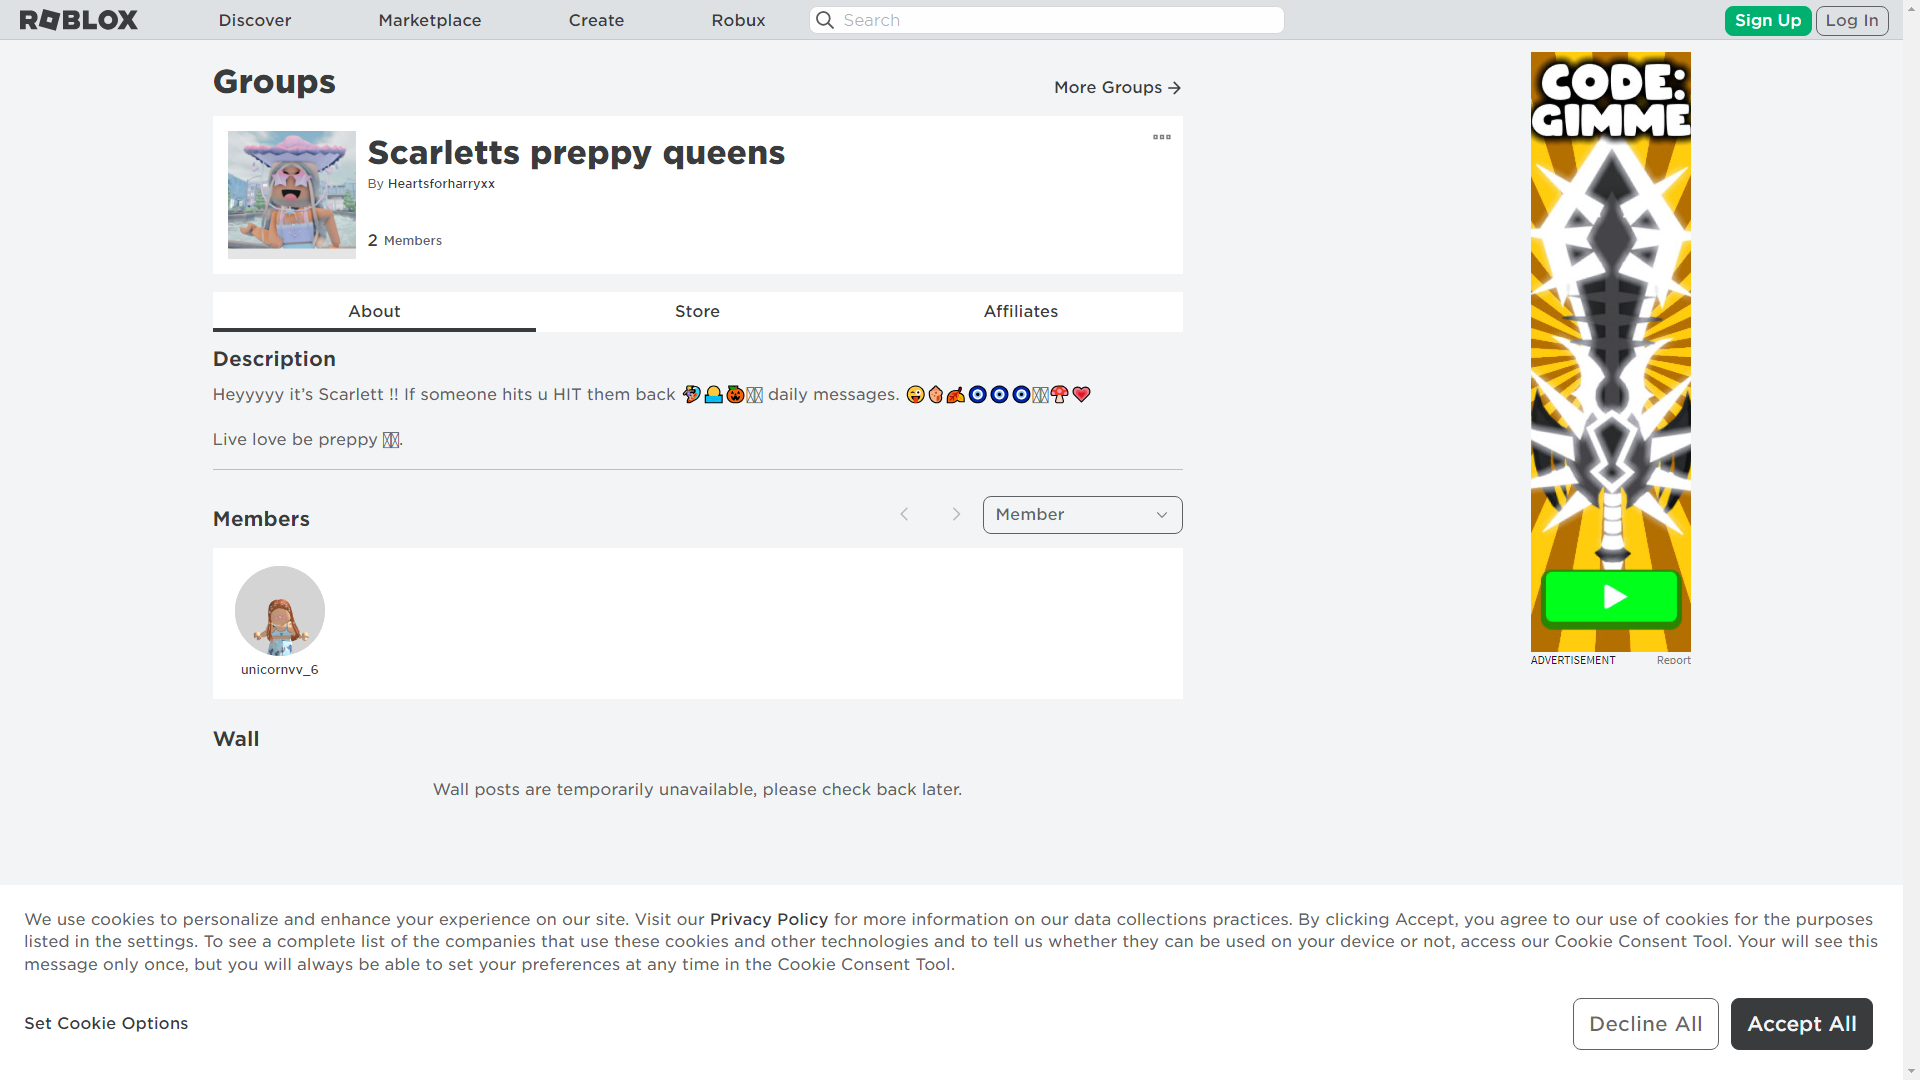 ROBLOX
Discover
Marketplace
Create
Robux
Search
Sign Up
Log In
Groups
More Groups
Scarletts preppy queens
By Heartsforharryxx
2 Members
About
Store
Affiliates
Description
Heyyyyy it’s Scarlett !! If someone hits u HIT them back daily messages.
Live love be preppy .
Members
Member
unicornvv_6
Wall
Wall posts are temporarily unavailable, please check back later.
CODE:
GIMME
ADVERTISEMENT
Report
We use cookies to personalize and enhance your experience on our site. Visit our Privacy Policy for more information on our data collections practices. By clicking Accept, you agree to our use of cookies for the purposes
listed in the settings. To see a complete list of the companies that use these cookies and other technologies and to tell us whether they can be used on your device or not, access our Cookie Consent Tool. Your will see this
message only once, but you will always be able to set your preferences at any time in the Cookie Consent Tool.
Set Cookie Options
Decline All
Accept All